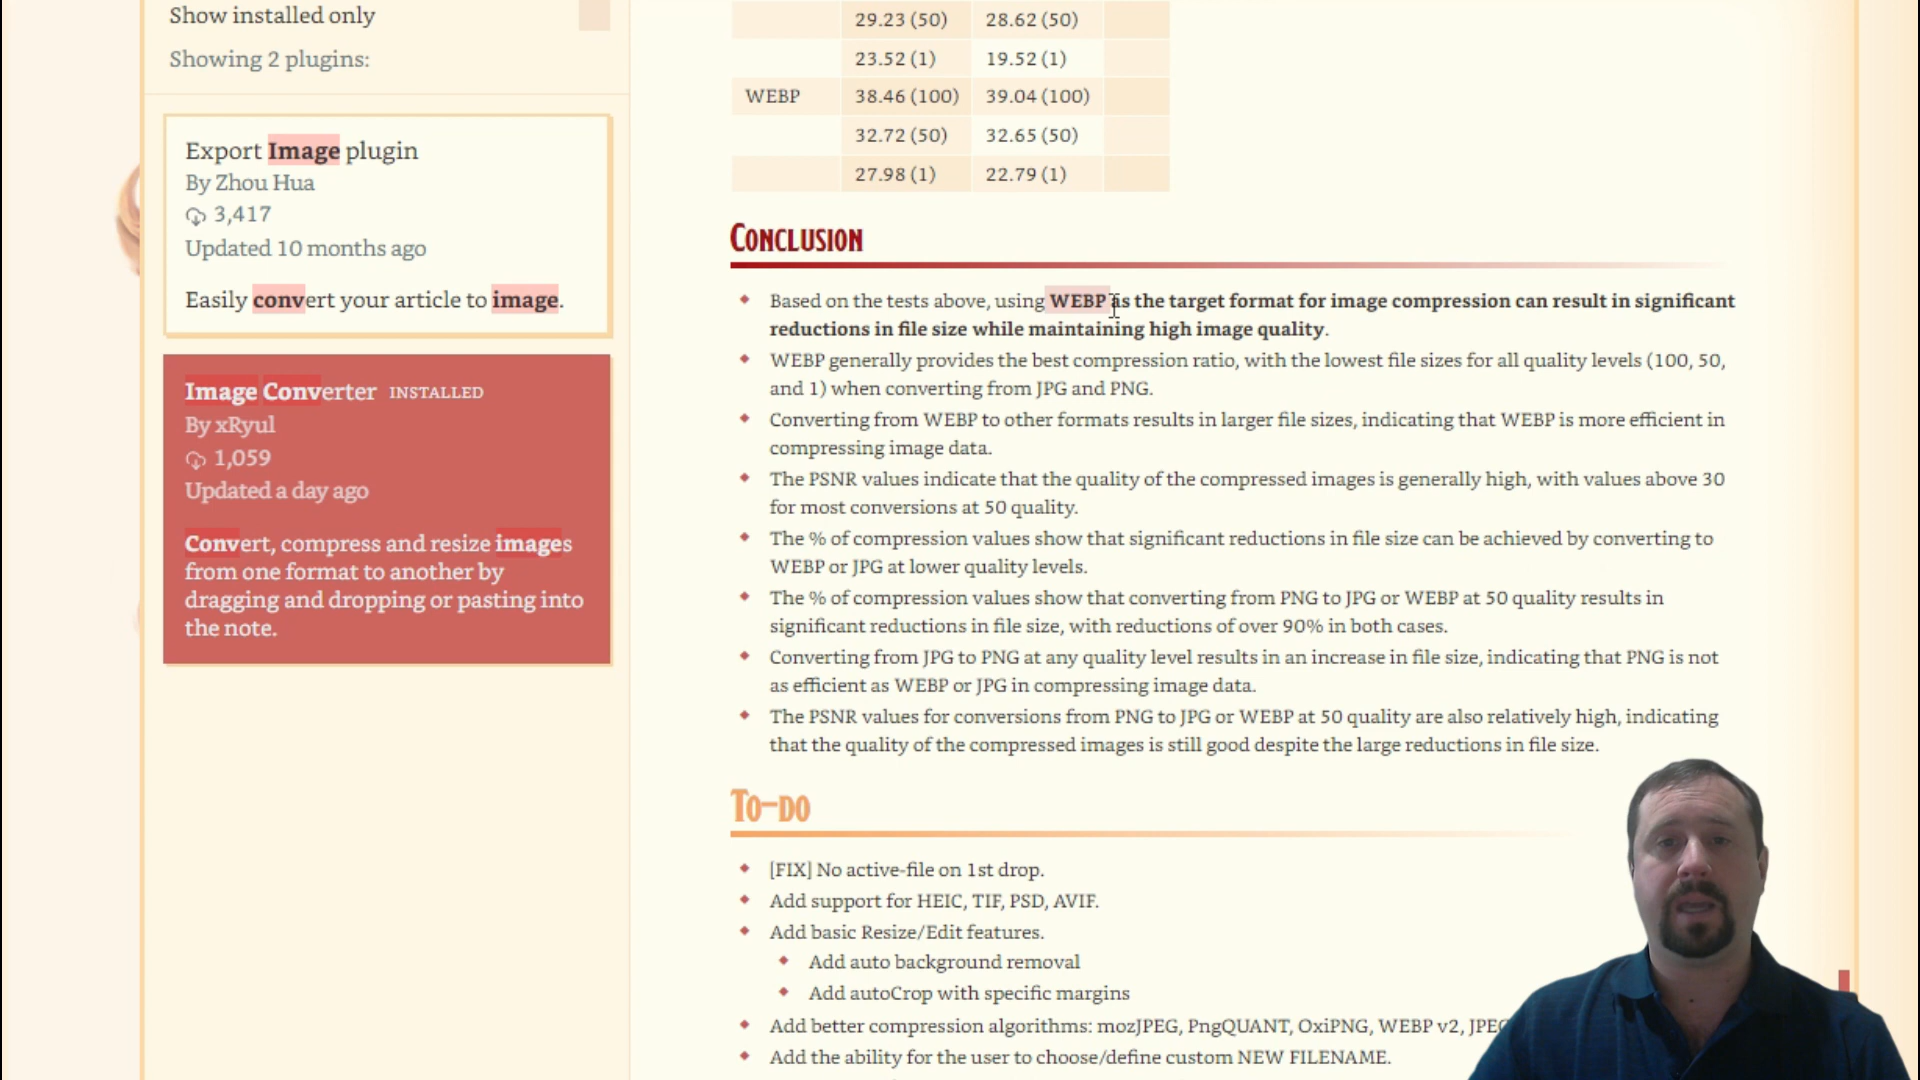 Show installed only
Showing 2 plugins:
Export Image plugin
By Zhou Hua
3,417
Updated 10 months ago
Easily convert your article to image.
Image Converter INSTALLED
By xRyul
1,059
Updated a day ago
Convert, compress and resize images
from one format to another by
dragging and dropping or pasting into
the note.
29.23 (50) 28.62 (50)
23.52 (1) 19.52 (1)
WEBP 38.46 (100) 39.04 (100)
32.72 (50) 32.65 (50)
27.98 (1) 22.79 (1)
CONCLUSION
Based on the tests above, using WEBP as the target format for image compression can result in significant
reductions in file size while maintaining high image quality.
WEBP generally provides the best compression ratio, with the lowest file sizes for all quality levels (100, 50,
and 1) when converting from JPG and PNG.
Converting from WEBP to other formats results in larger file sizes, indicating that WEBP is more efficient in
compressing image data.
The PSNR values indicate that the quality of the compressed images is generally high, with values above 30
for most conversions at 50 quality.
The % of compression values show that significant reductions in file size can be achieved by converting to
WEBP or JPG at lower quality levels.
The % of compression values show that converting from PNG to JPG or WEBP at 50 quality results in
significant reductions in file size, with reductions of over 90% in both cases.
Converting from JPG to PNG at any quality level results in an increase in file size, indicating that PNG is not
as efficient as WEBP or JPG in compressing image data.
The PSNR values for conversions from PNG to JPG or WEBP at 50 quality are also relatively high, indicating
that the quality of the compressed images is still good despite the large reductions in file size.
TO-DO
[FIX] No active-file on 1st drop.
Add support for HEIC, TIF, PSD, AVIF.
Add basic Resize/Edit features.
Add auto background removal
Add autoCrop with specific margins
Add better compression algorithms: mozJPEG, PngQUANT, OxiPNG, WEBP v2,
Add the ability for the user to choose/define custom NEW FILENAME.